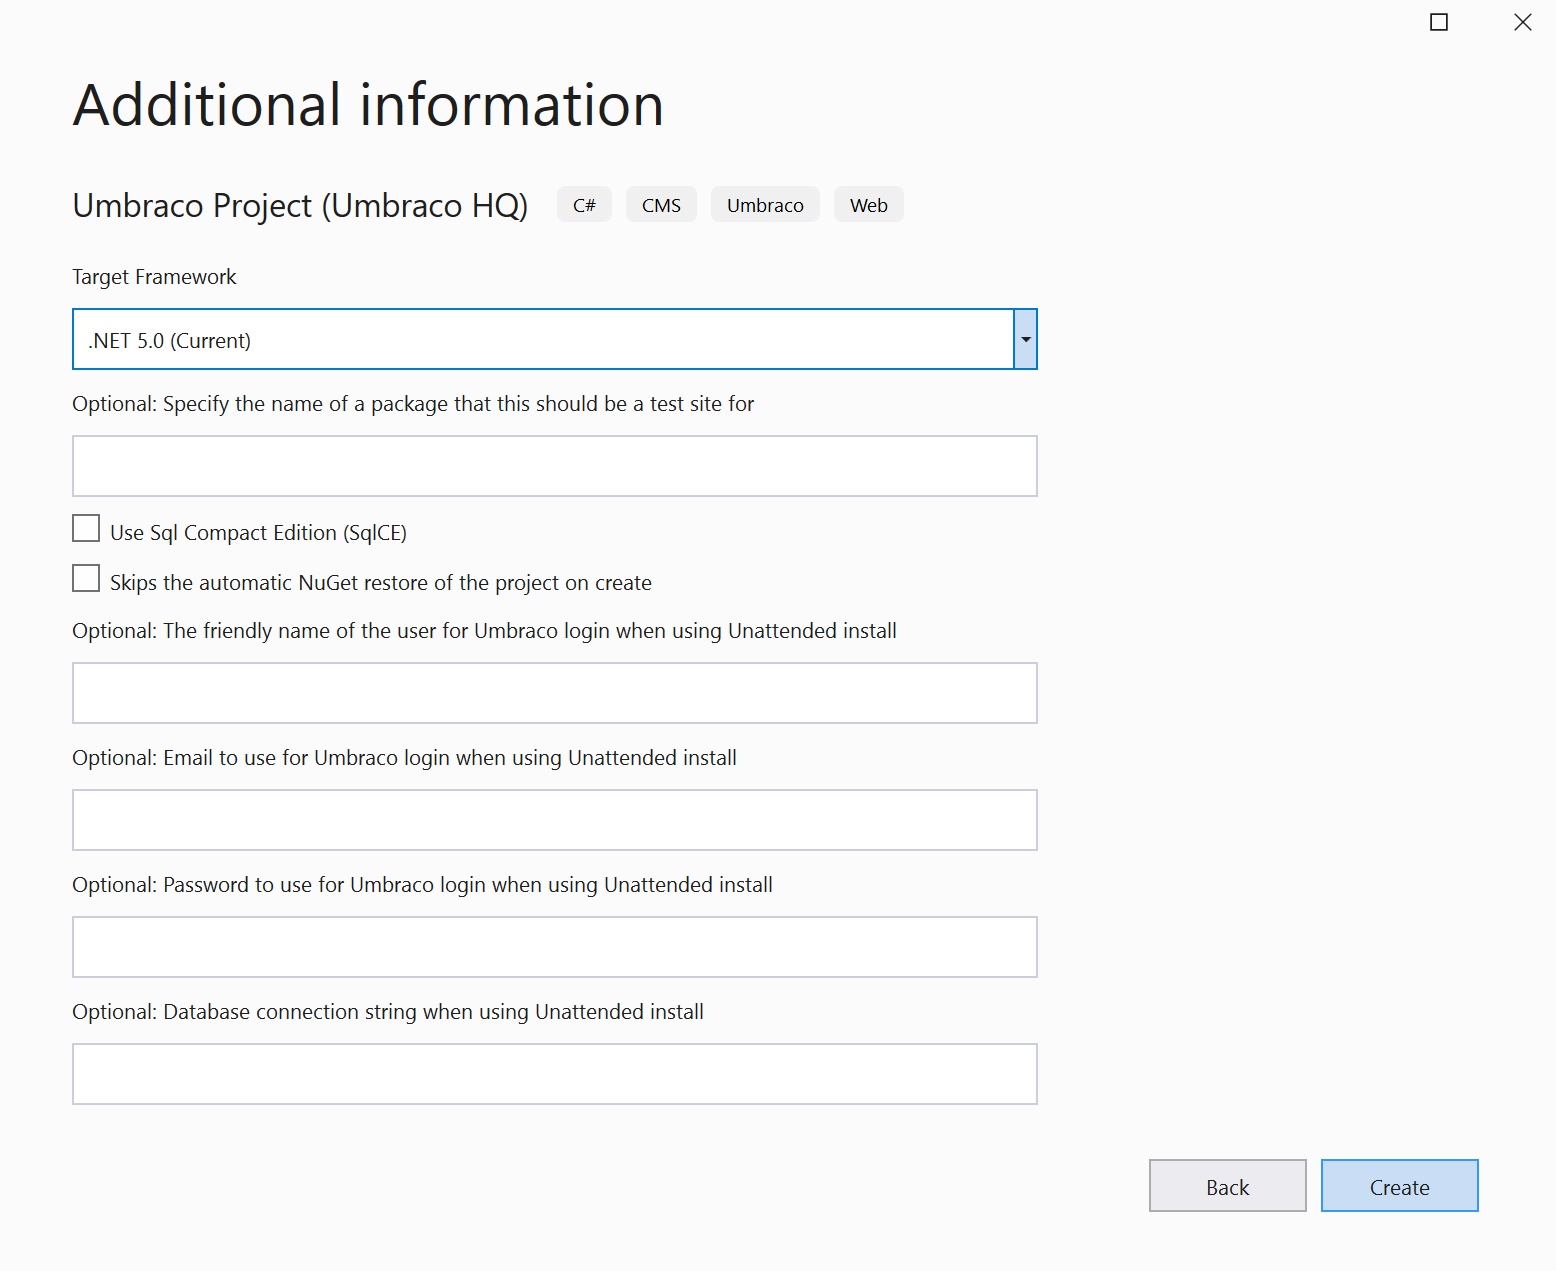 Additional information
Umbraco Project (Umbraco HQ) C# CMS Umbraco Web
Target Framework
.NET 5.0 (Current)
Optional: Specify the name of a package that this should be a test site for
Use Sql Compact Edition (SqlCE)
Skips the automatic NuGet restore of the project on create
Optional: The friendly name of the user for Umbraco login when using Unattended install
Optional: Email to use for Umbraco login when using Unattended install
Optional: Password to use for Umbraco login when using Unattended install
Optional: Database connection string when using Unattended install
Back Create